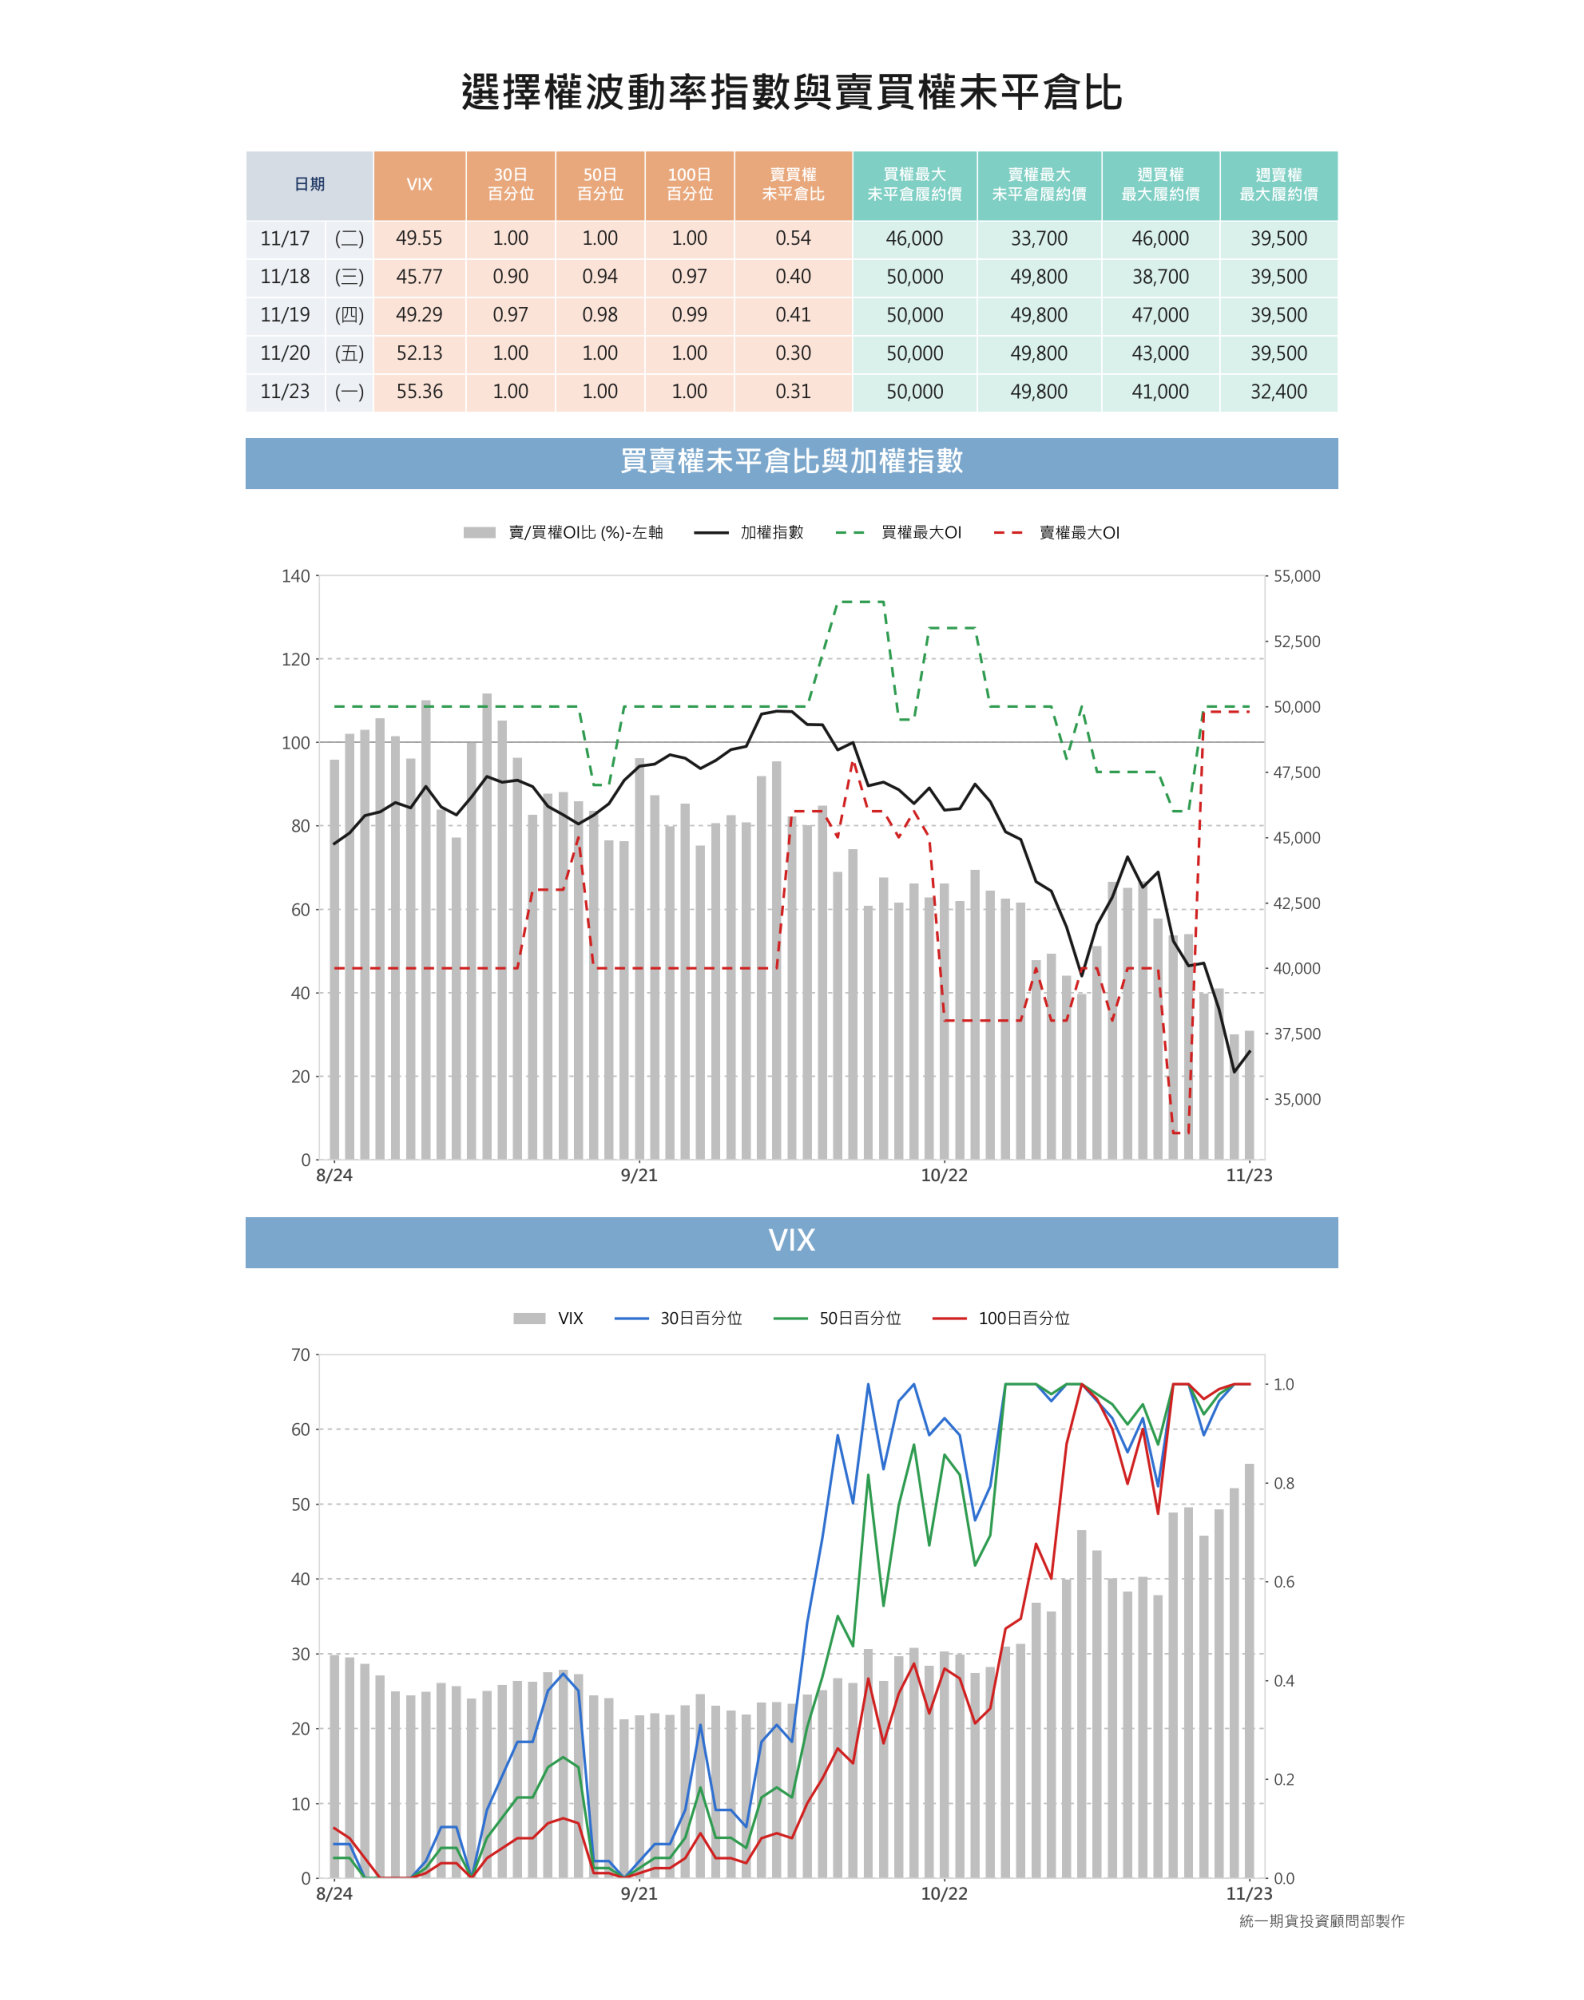 選擇權波動率指數與賣買權未平倉比
日期 VIX 30日百分位 50日百分位 100日百分位 賣買權未平倉比 買權最大未平倉履約價 賣權最大未平倉履約價 週買權最大履約價 週賣權最大履約價
11/17 (二) 49.55 1.00 1.00 1.00 0.54 46,000 33,700 46,000 39,500
11/18 (三) 45.77 0.90 0.94 0.97 0.40 50,000 49,800 38,700 39,500
11/19 (四) 49.29 0.97 0.98 0.99 0.41 50,000 49,800 47,000 39,500
11/20 (五) 52.13 1.00 1.00 1.00 0.30 50,000 49,800 43,000 39,500
11/23 (一) 55.36 1.00 1.00 1.00 0.31 50,000 49,800 41,000 32,400
買賣權未平倉比與加權指數
賣/買權OI比 (%)-左軸 加權指數 買權最大OI 賣權最大OI
140 55,000
52,500
120
50,000
100
47,500
80 45,000
60 42,500
40,000
40
37,500
20
35,000
0
8/24 9/21 10/22 11/23
VIX
VIX 30日百分位 50日百分位 100日百分位
70
1.0
60
50
0.8
40 0.6
30
0.4
20
0.2
10
0 0.0
8/24 9/21 10/22 11/23
統一期貨投資顧問部製作